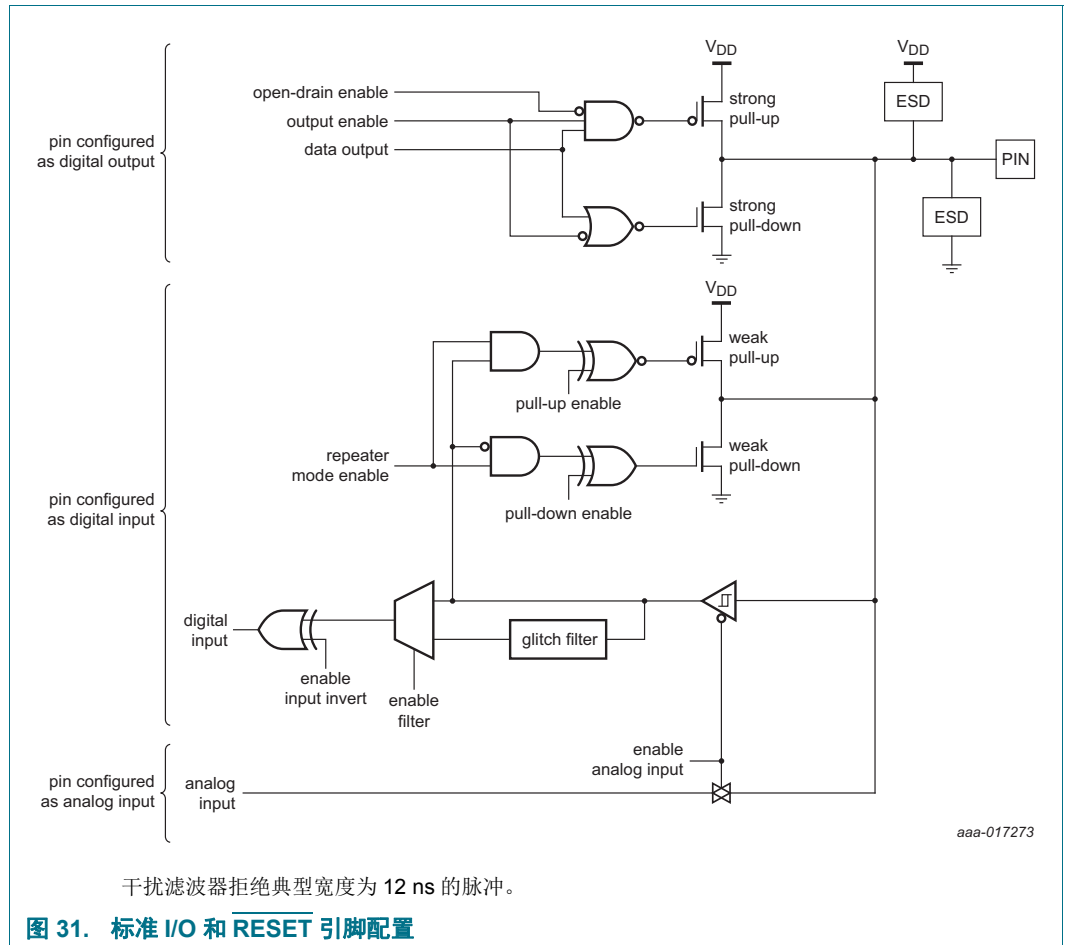 V_DD
V_DD
open-drain enable
strong
pull-up
ESD
output enable
pin configured
as digital output
data output
PIN
strong
pull-down
ESD
V_DD
weak
pull-up
pull-up enable
repeater
mode enable
weak
pull-down
pin configured
as digital input
pull-down enable
digital
input
glitch filter
enable
input invert
enable
filter
enable
analog input
pin configured
as analog input
analog
input
aaa-017273
干扰滤波器拒绝典型宽度为 12 ns 的脉冲。
图 31. 标准 I/O 和 RESET 引脚配置